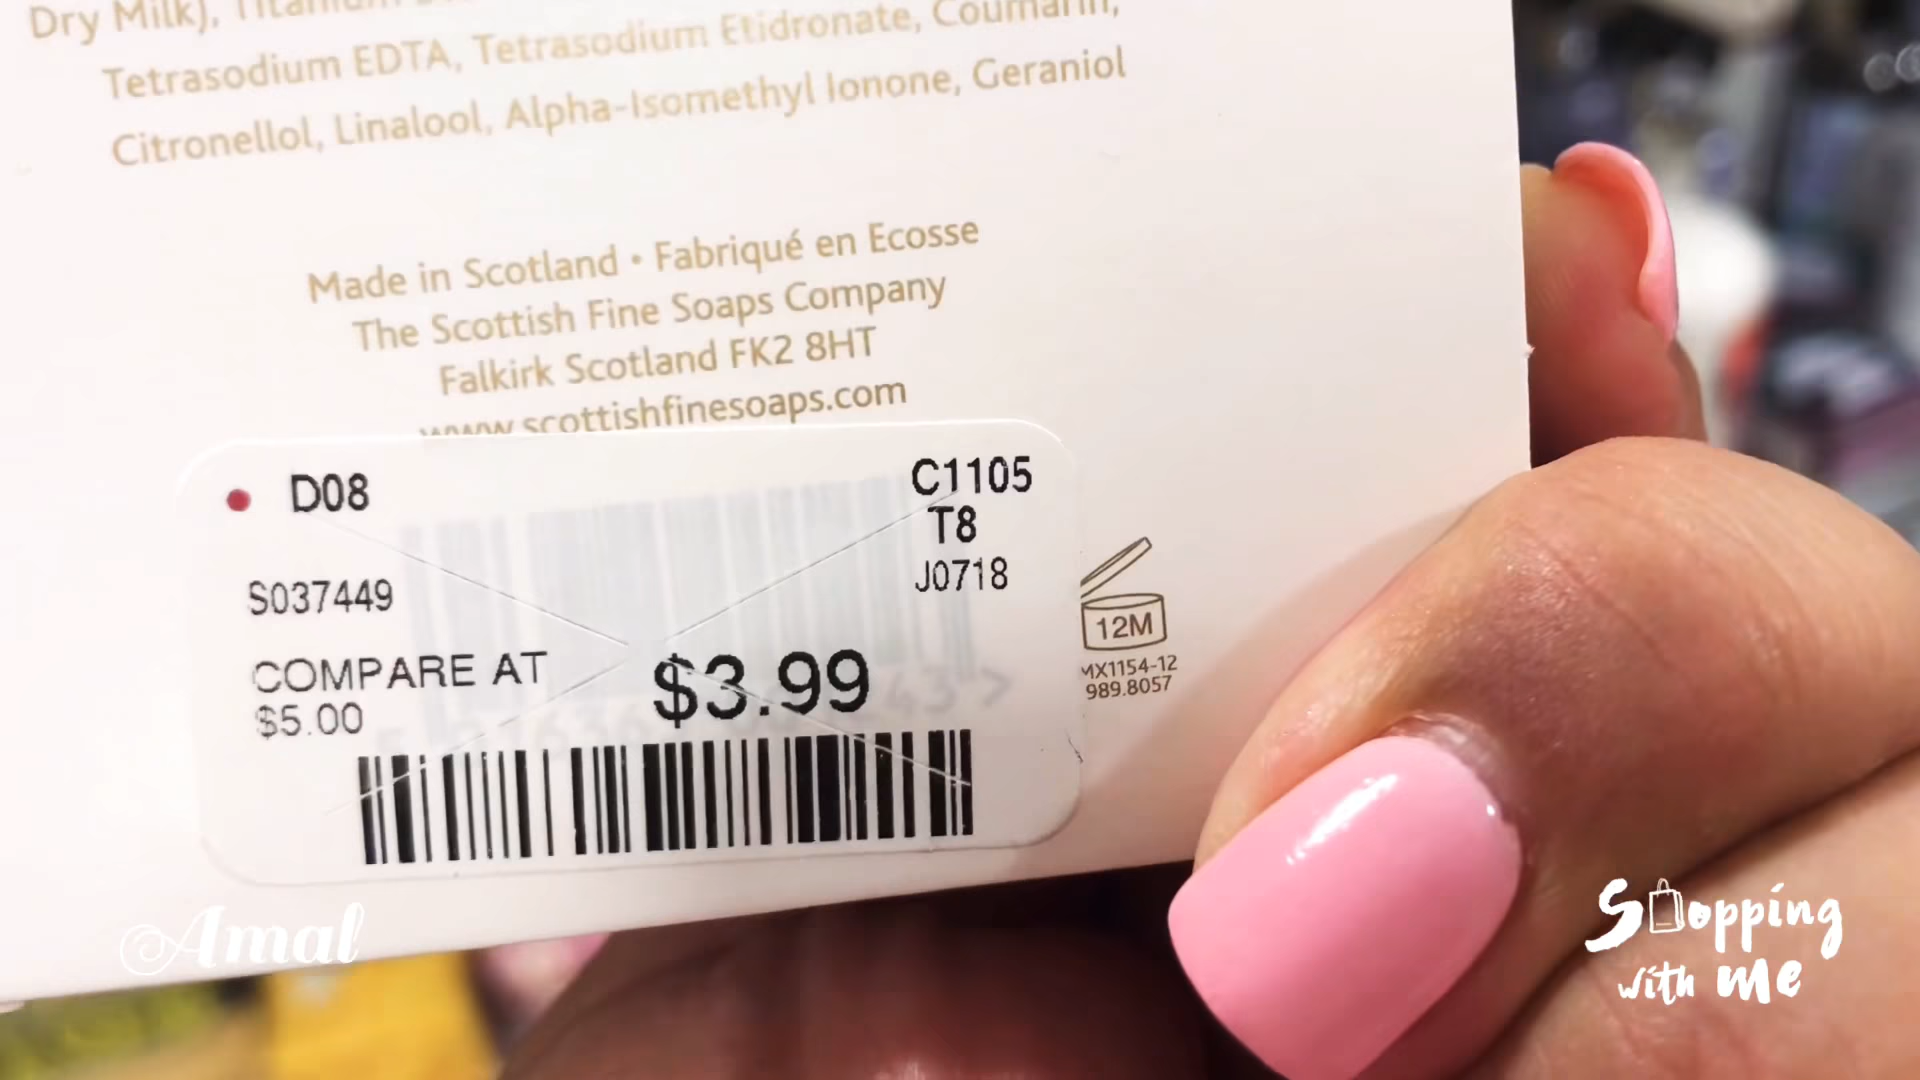 Dry Milk), Titanium
Tetrasodium EDTA, Tetrasodium Etidronate, Coumarin,
Citronellol, Linalool, Alpha-Isomethyl Ionone, Geraniol
Made in Scotland • Fabriqué en Ecosse
The Scottish Fine Soaps Company
Falkirk Scotland FK2 8HT
www.scottishfinesoaps.com
D08
C1105
T8
J0718
S037449
COMPARE AT
$5.00
$3.99
12M
MX1154-12
989.8057
Amal
Shopping
with me